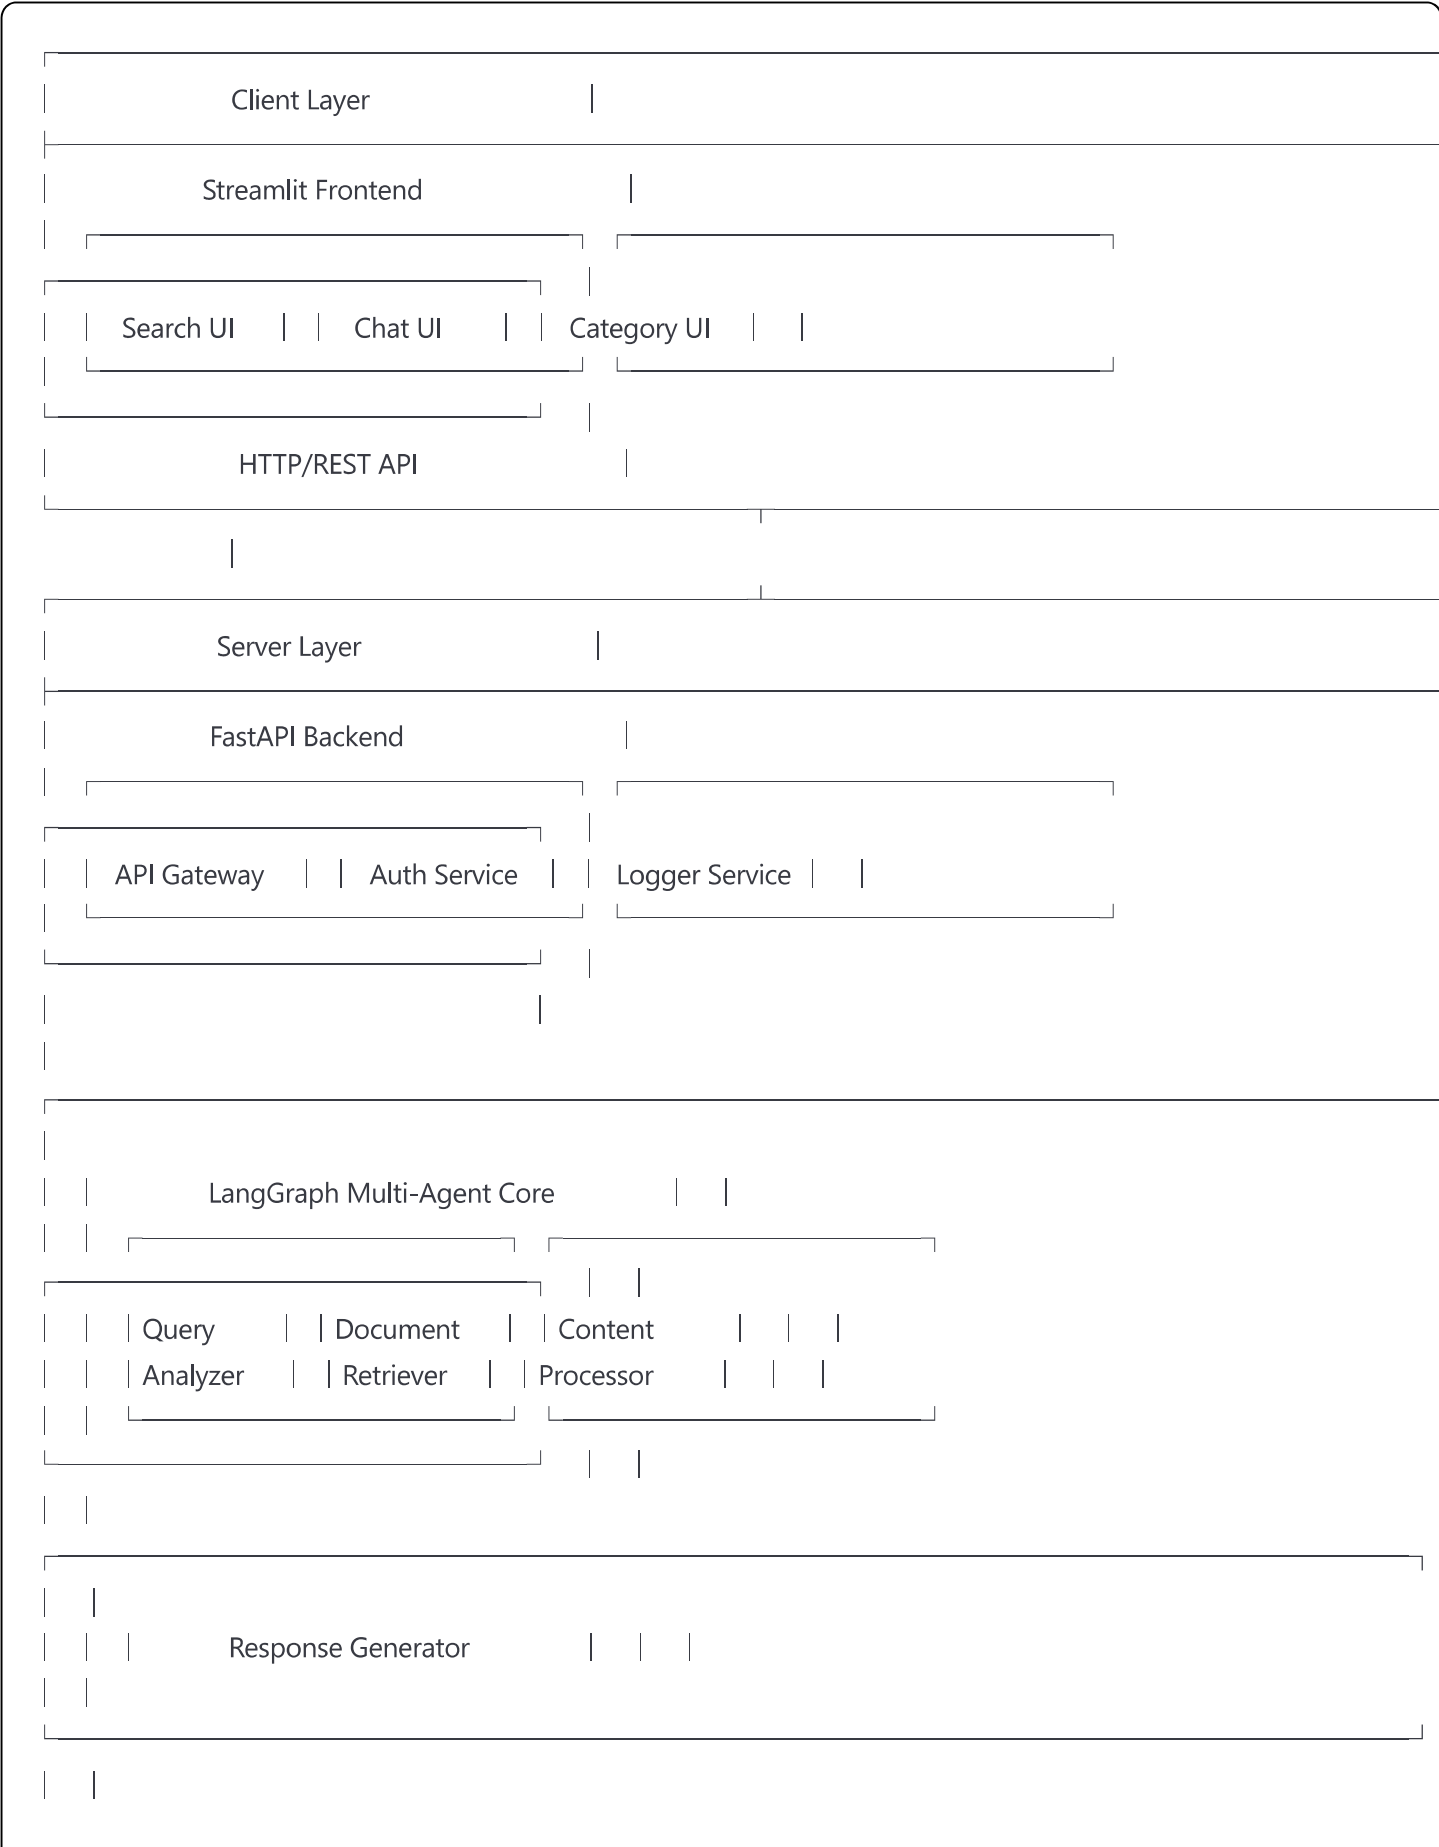 Client Layer
Streamlit Frontend
Search UI Chat UI Category UI
HTTP/REST API
Server Layer
FastAPI Backend
API Gateway Auth Service Logger Service
LangGraph Multi-Agent Core
Query Document Content
Analyzer Retriever Processor
Response Generator